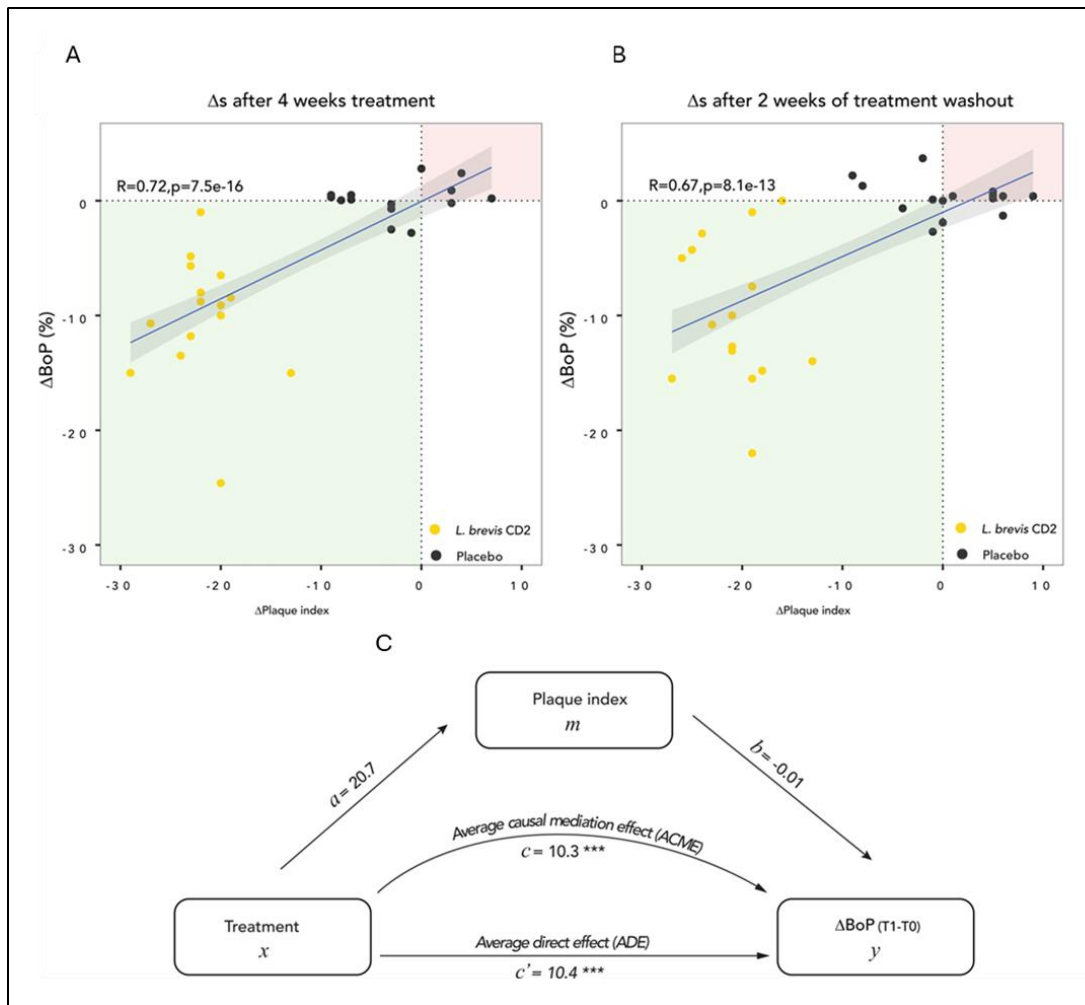 A
B
Δs after 4 weeks treatment
Δs after 2 weeks of treatment washout
R=0.72,p=7.5e-16
R=0.67,p=8.1e-13
0
-10
-20
-30
ΔBoP (%)
L. brevis CD2
Placebo
-30
-20
-10
0
10
ΔPlaque index
0
-10
-20
-30
ΔBoP (%)
L. brevis CD2
Placebo
-30
-20
-10
0
10
ΔPlaque index
C
Plaque index
m
a = 20.7
b = -0.01
Average causal mediation effect (ACME)
c = 10.3 ***
Treatment
x
Average direct effect (ADE)
c' = 10.4 ***
ΔBoP (T1-T0)
y